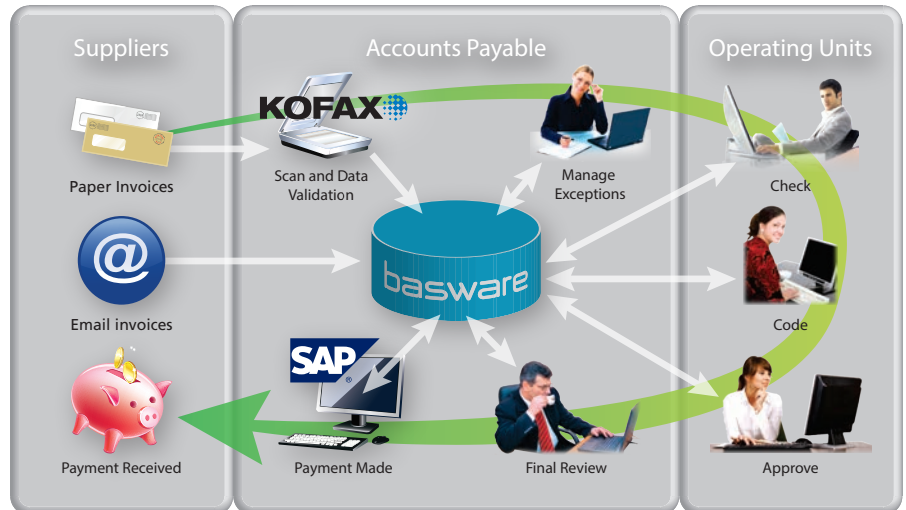 Suppliers
Accounts Payable
Operating Units
KOFAX
Paper Invoices
Scan and Data
Validation
Manage
Exceptions
Check
@
basware
Email invoices
Code
SAP
®
Payment Received
Payment Made
Final Review
Approve